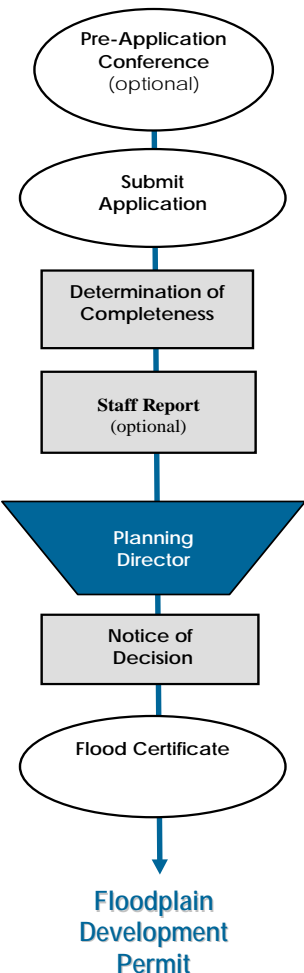 Pre-Application
Conference
(optional)
Submit
Application
Determination of
Completeness
Staff Report
(optional)
Planning
Director
Notice of
Decision
Flood Certificate
Floodplain
Development
Permit